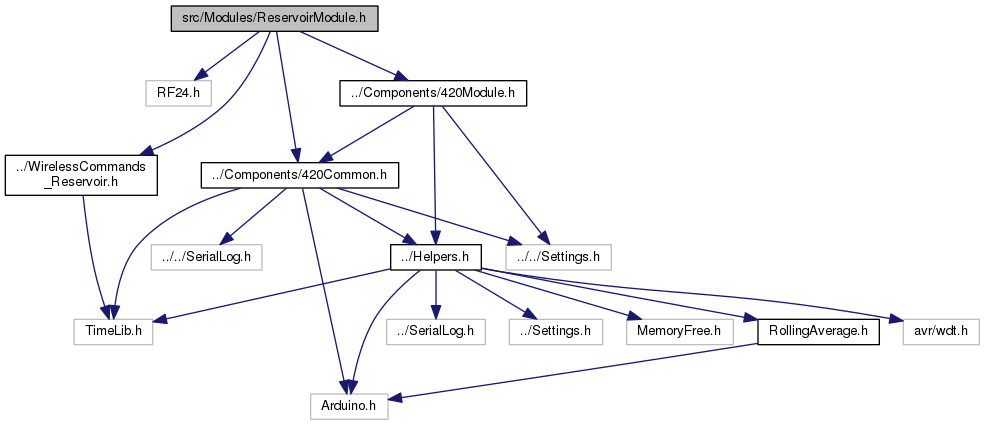 src/Modules/ReservoirModule.h
RF24.h
../Components/420Module.h
../WirelessCommands
_Reservoir.h
../Components/420Common.h
../../SerialLog.h
../Helpers.h
../../Settings.h
TimeLib.h
../SerialLog.h
../Settings.h
MemoryFree.h
RollingAverage.h
avr/wdt.h
Arduino.h